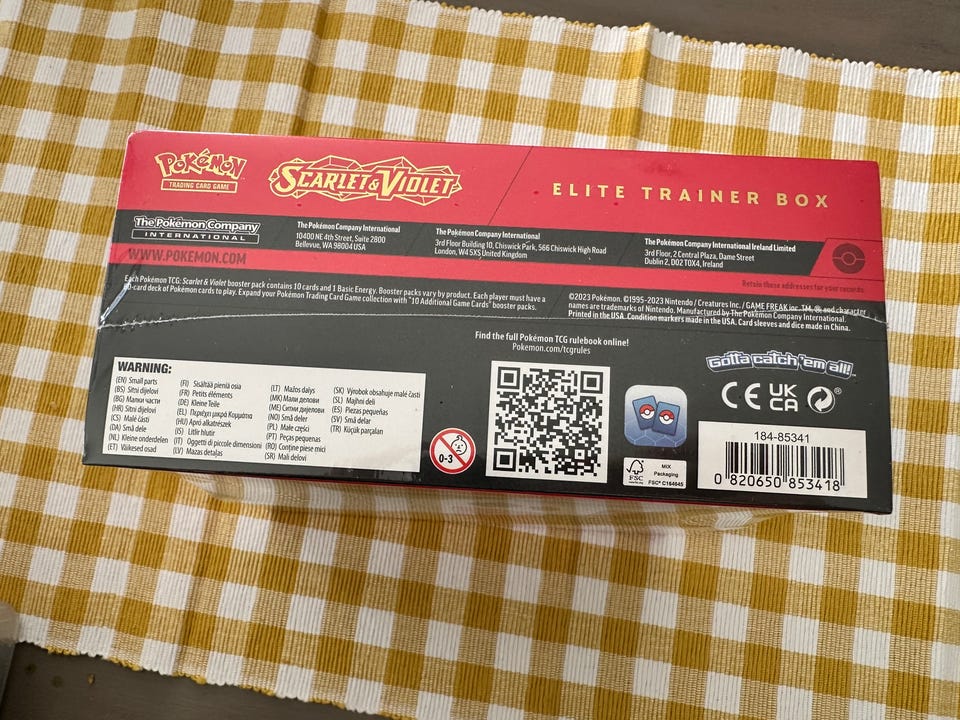 POKéMON
TRADING CARD GAME
SCARLET & VIOLET
ELITE TRAINER BOX
The Pokémon Company
INTERNATIONAL
The Pokémon Company International
10400 NE 4th Street, Suite 2800
Bellevue, WA 98004 USA
The Pokémon Company International
3rd Floor Building 10, Chiswick Park, 566 Chiswick High Road
London, W4 5XS United Kingdom
The Pokémon Company International Ireland Limited
3rd Floor, 2 Central Plaza, Dame Street
Dublin 2, D02 T0X4, Ireland
WWW.POKEMON.COM
Retain these addresses for your records.
Each Pokémon TCG: Scarlet & Violet booster pack contains 10 cards and 1 Basic Energy. Booster packs vary by product. Each player must have a
60-card deck of Pokémon cards to play. Expand your Pokémon Trading Card Game collection with "10 Additional Game Cards" booster packs.
©2023 Pokémon. ©1995-2023 Nintendo / Creatures Inc. / GAME FREAK inc. TM, ®, and character
names are trademarks of Nintendo. Manufactured by The Pokémon Company International.
Printed in the USA. Condition markers made in the USA. Card sleeves and dice made in China.
Find the full Pokémon TCG rulebook online!
Pokemon.com/tcgrules
Gotta catch 'em all!™
WARNING:
(EN) Small parts
(BS) Sitni dijelovi
(BG) Малки части
(HR) Sitni dijelovi
(CS) Malé části
(DA) Små dele
(NL) Kleine onderdelen
(ET) Väikesed osad
(FI) Sisältää pieniä osia
(FR) Petits éléments
(DE) Kleine Teile
(EL) Περιέχει μικρά Κομμάτια
(HU) Apró alkatrészek
(IS) Litlir hlutir
(IT) Oggetti di piccole dimensioni
(LV) Mazas detaļas
(LT) Mažos dalys
(MK) Мали делови
(ME) Ситни дијелови
(NO) Små deler
(PL) Małe części
(PT) Peças pequenas
(RO) Conține piese mici
(SR) Mali delovi
(SK) Výrobok obsahuje malé časti
(SL) Majhni deli
(ES) Piezas pequeñas
(SV) Små delar
(TR) Küçük parçaları
0-3
CE UK
CA
FSC
MIX
Packaging
FSC® C164045
184-85341
0 820650 853418